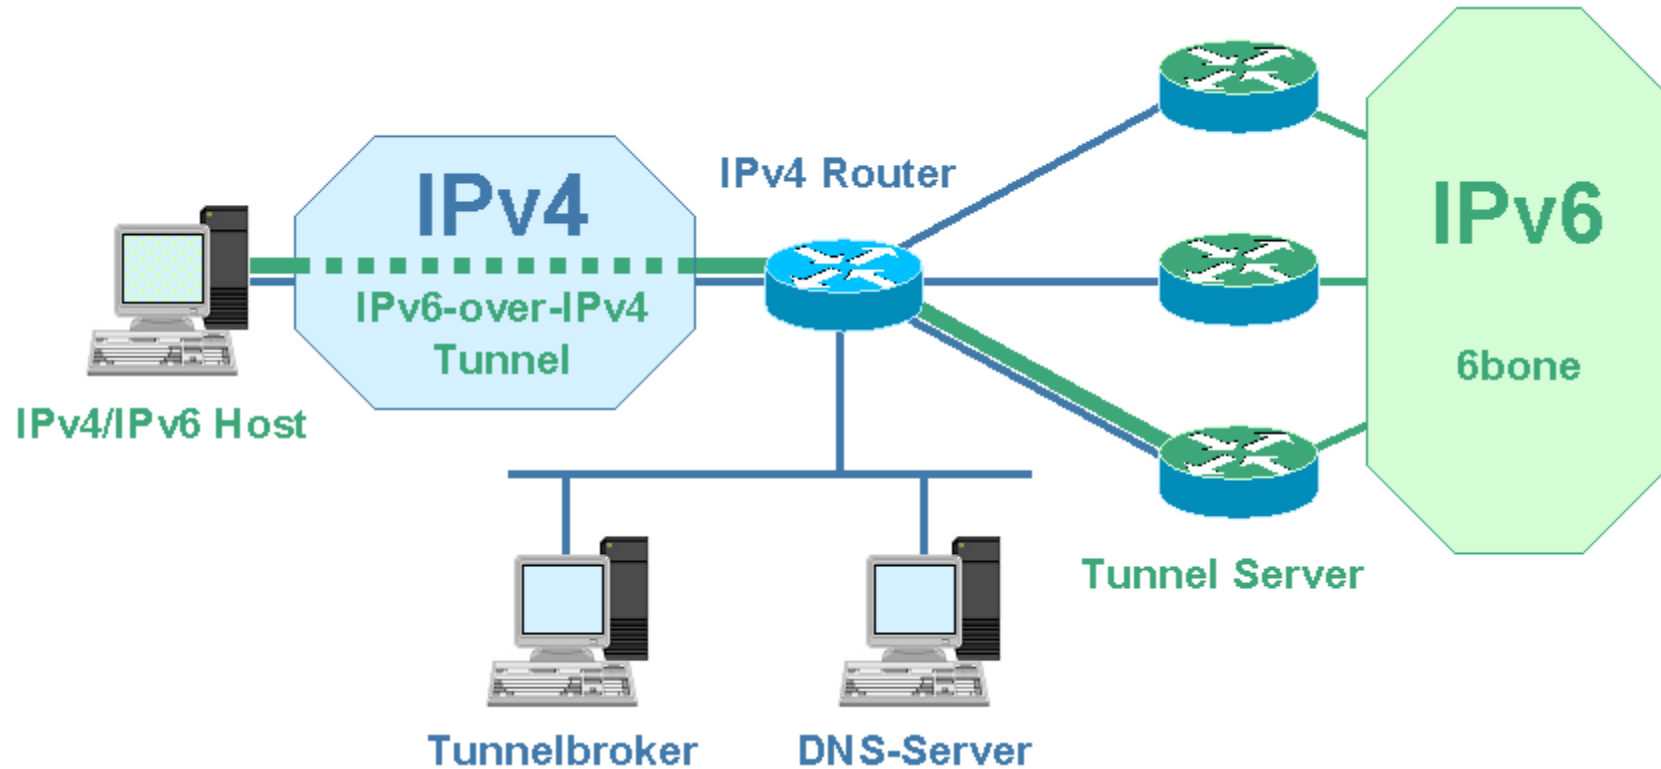 IPv4
IPv4 Router
IPv6
IPv6-over-IPv4
Tunnel
6bone
IPv4/IPv6 Host
Tunnel Server
Tunnelbroker
DNS-Server